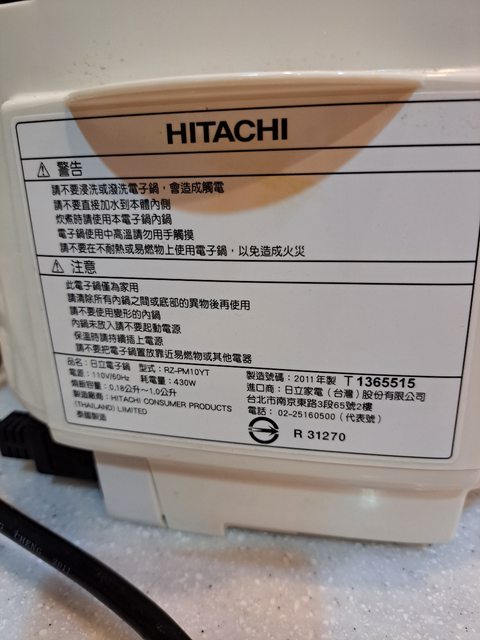 HITACHI
⚠ 警告
請不要浸洗或潑洗電子鍋，會造成觸電
請不要直接加水到本體內側
炊煮時請使用本電子鍋內鍋
電子鍋使用中高溫請勿用手觸摸
請不要在不耐熱或易燃物上使用電子鍋，以免造成火災
⚠ 注意
此電子鍋僅為家用
請清除所有內鍋之間或底部的異物後再使用
請不要使用變形的內鍋
內鍋未放入請不要起動電源
保溫時請持續插上電源
請不要把電子鍋置放靠近易燃物或其他電器
品名：日立電子鍋 型式：RZ-PM10YT
電源：110V/60Hz 耗電量：430W
燒飯容量：0.18公升～1.0公升
製造廠商：HITACHI CONSUMER PRODUCTS
(THAILAND) LIMITED
泰國製造
製造號碼：2011年製 T 1365515
進口商：日立家電（台灣）股份有限公司
台北市南京東路3段65號2樓
電話：02-25160500（代表號）
R 31270